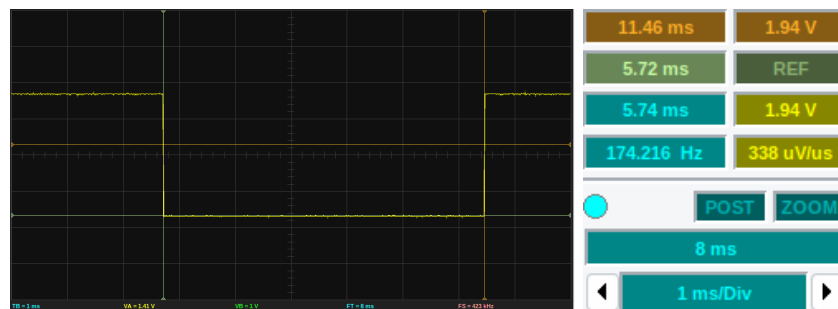 11.46 ms 1.94 V
5.72 ms REF
5.74 ms 1.94 V
174.216 Hz 338 uV/us
POST ZOOM
8 ms
1 ms/Div
TB = 1 ms VA = 1.41 V VB = 1 V FT = 8 ms FS = 423 kHz